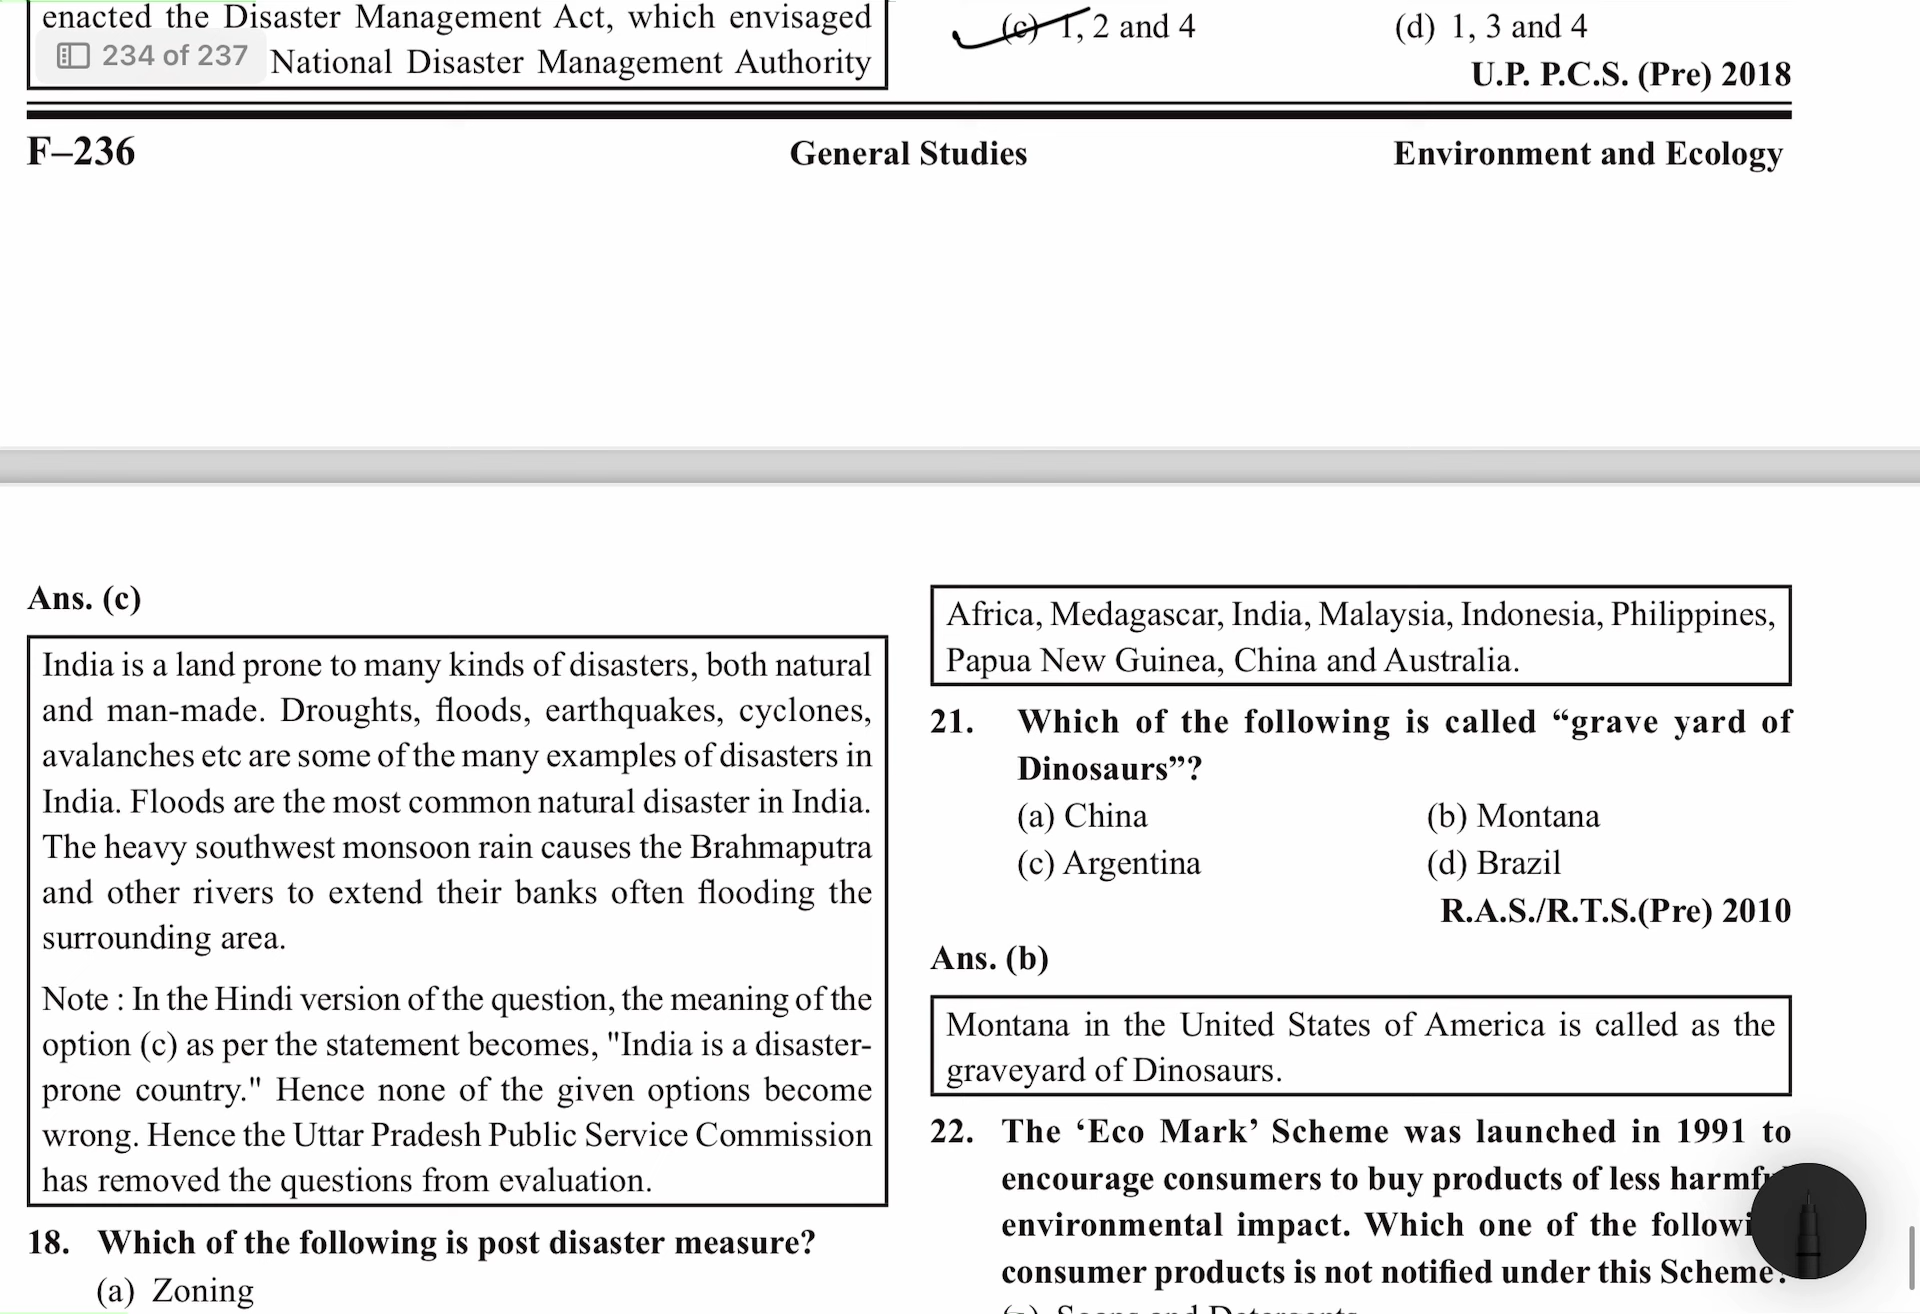 enacted the Disaster Management Act, which envisaged
234 of 237 National Disaster Management Authority
(c) 1, 2 and 4
(d) 1, 3 and 4
U.P. P.C.S. (Pre) 2018
F–236
General Studies
Environment and Ecology
Ans. (c)
India is a land prone to many kinds of disasters, both natural
and man-made. Droughts, floods, earthquakes, cyclones,
avalanches etc are some of the many examples of disasters in
India. Floods are the most common natural disaster in India.
The heavy southwest monsoon rain causes the Brahmaputra
and other rivers to extend their banks often flooding the
surrounding area.
Note : In the Hindi version of the question, the meaning of the
option (c) as per the statement becomes, "India is a disaster-
prone country." Hence none of the given options become
wrong. Hence the Uttar Pradesh Public Service Commission
has removed the questions from evaluation.
18. Which of the following is post disaster measure?
(a) Zoning
Africa, Medagascar, India, Malaysia, Indonesia, Philippines,
Papua New Guinea, China and Australia.
21. Which of the following is called “grave yard of
Dinosaurs”?
(a) China
(b) Montana
(c) Argentina
(d) Brazil
R.A.S./R.T.S.(Pre) 2010
Ans. (b)
Montana in the United States of America is called as the
graveyard of Dinosaurs.
22. The ‘Eco Mark’ Scheme was launched in 1991 to
encourage consumers to buy products of less
environmental impact. Which one of the
consumer products is not notified under this Scheme?